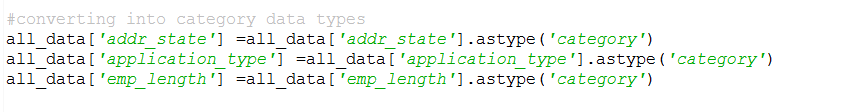 #converting into category data types
all_data['addr_state'] =all_data['addr_state'].astype('category')
all_data['application_type'] =all_data['application_type'].astype('category')
all_data['emp_length'] =all_data['emp_length'].astype('category')